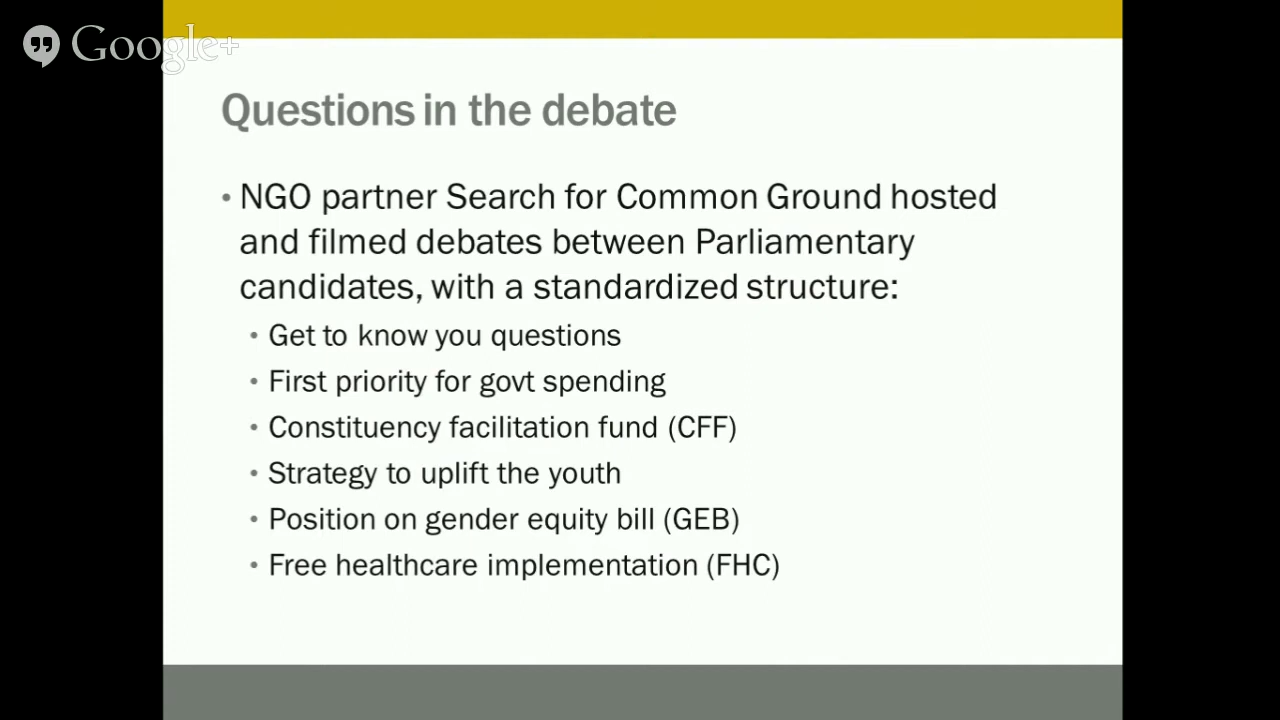 Google+
Questions in the debate
• NGO partner Search for Common Ground hosted
and filmed debates between Parliamentary
candidates, with a standardized structure:
• Get to know you questions
• First priority for govt spending
• Constituency facilitation fund (CFF)
• Strategy to uplift the youth
• Position on gender equity bill (GEB)
• Free healthcare implementation (FHC)